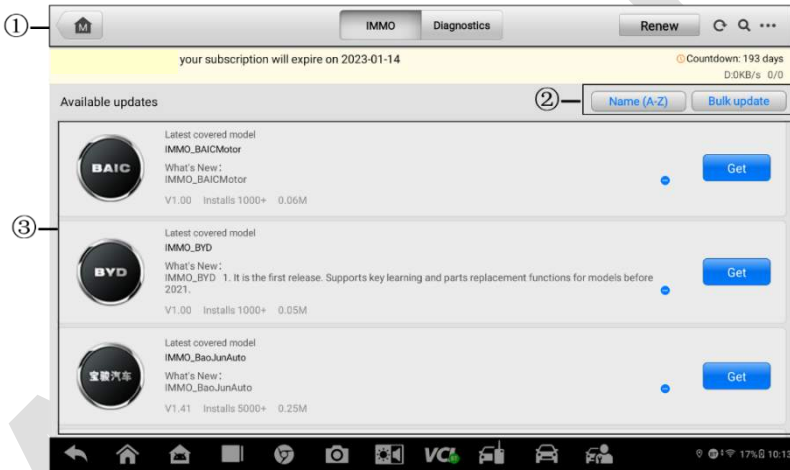 ①
M
IMMO
Diagnostics
Renew
your subscription will expire on 2023-01-14
Countdown: 193 days
D:0KB/s 0/0
Available updates
②
Name (A-Z)
Bulk update
③
BAIC
Latest covered model
IMMO_BAICMotor
What's New：
IMMO_BAICMotor
V1.00 Installs 1000+ 0.06M
Get
BYD
Latest covered model
IMMO_BYD
What's New：
IMMO_BYD 1. It is the first release. Supports key learning and parts replacement functions for models before
2021.
V1.00 Installs 1000+ 0.05M
Get
宝骏汽车
Latest covered model
IMMO_BaoJunAuto
What's New：
IMMO_BaoJunAuto
V1.41 Installs 5000+ 0.25M
Get
VCI
17% 10:13